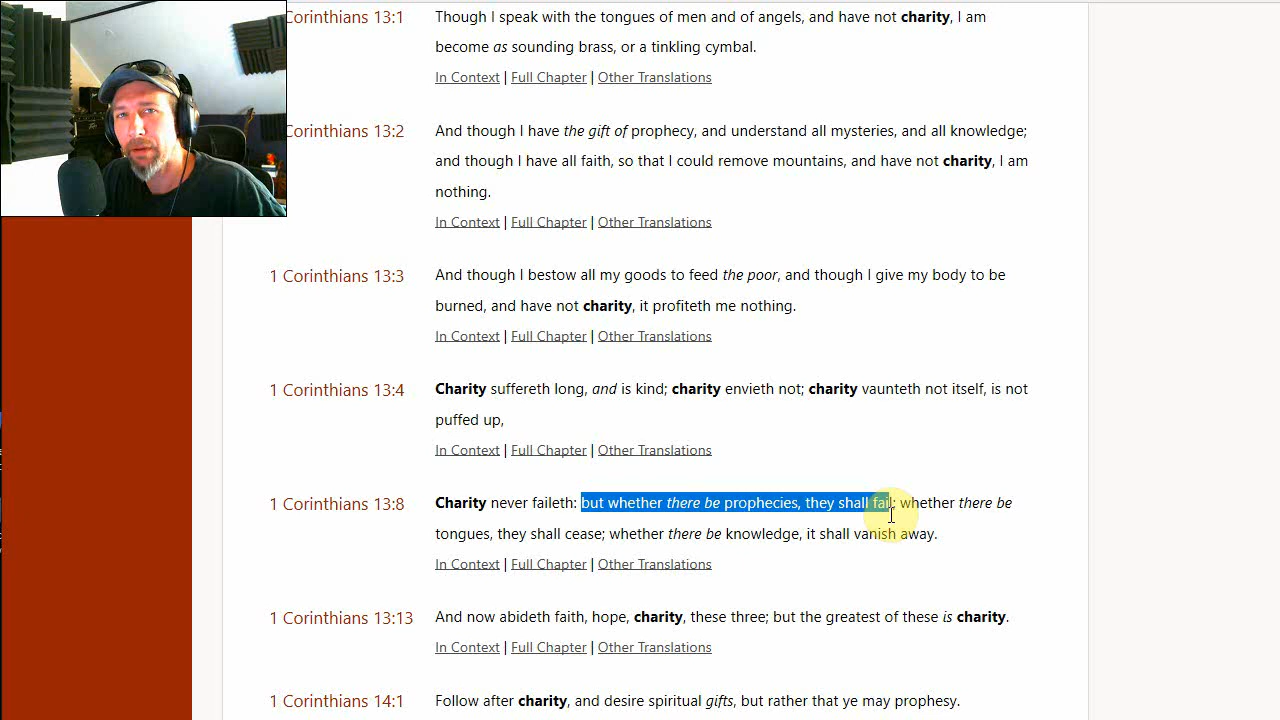 Corinthians 13:1
Though I speak with the tongues of men and of angels, and have not charity, I am
become as sounding brass, or a tinkling cymbal.
In Context | Full Chapter | Other Translations
Corinthians 13:2
And though I have the gift of prophecy, and understand all mysteries, and all knowledge;
and though I have all faith, so that I could remove mountains, and have not charity, I am
nothing.
In Context | Full Chapter | Other Translations
1 Corinthians 13:3
And though I bestow all my goods to feed the poor, and though I give my body to be
burned, and have not charity, it profiteth me nothing.
In Context | Full Chapter | Other Translations
1 Corinthians 13:4
Charity suffereth long, and is kind; charity envieth not; charity vaunteth not itself, is not
puffed up,
In Context | Full Chapter | Other Translations
1 Corinthians 13:8
Charity never faileth: but whether there be prophecies, they shall fail; whether there be
tongues, they shall cease; whether there be knowledge, it shall vanish away.
In Context | Full Chapter | Other Translations
1 Corinthians 13:13
And now abideth faith, hope, charity, these three; but the greatest of these is charity.
In Context | Full Chapter | Other Translations
1 Corinthians 14:1
Follow after charity, and desire spiritual gifts, but rather that ye may prophesy.